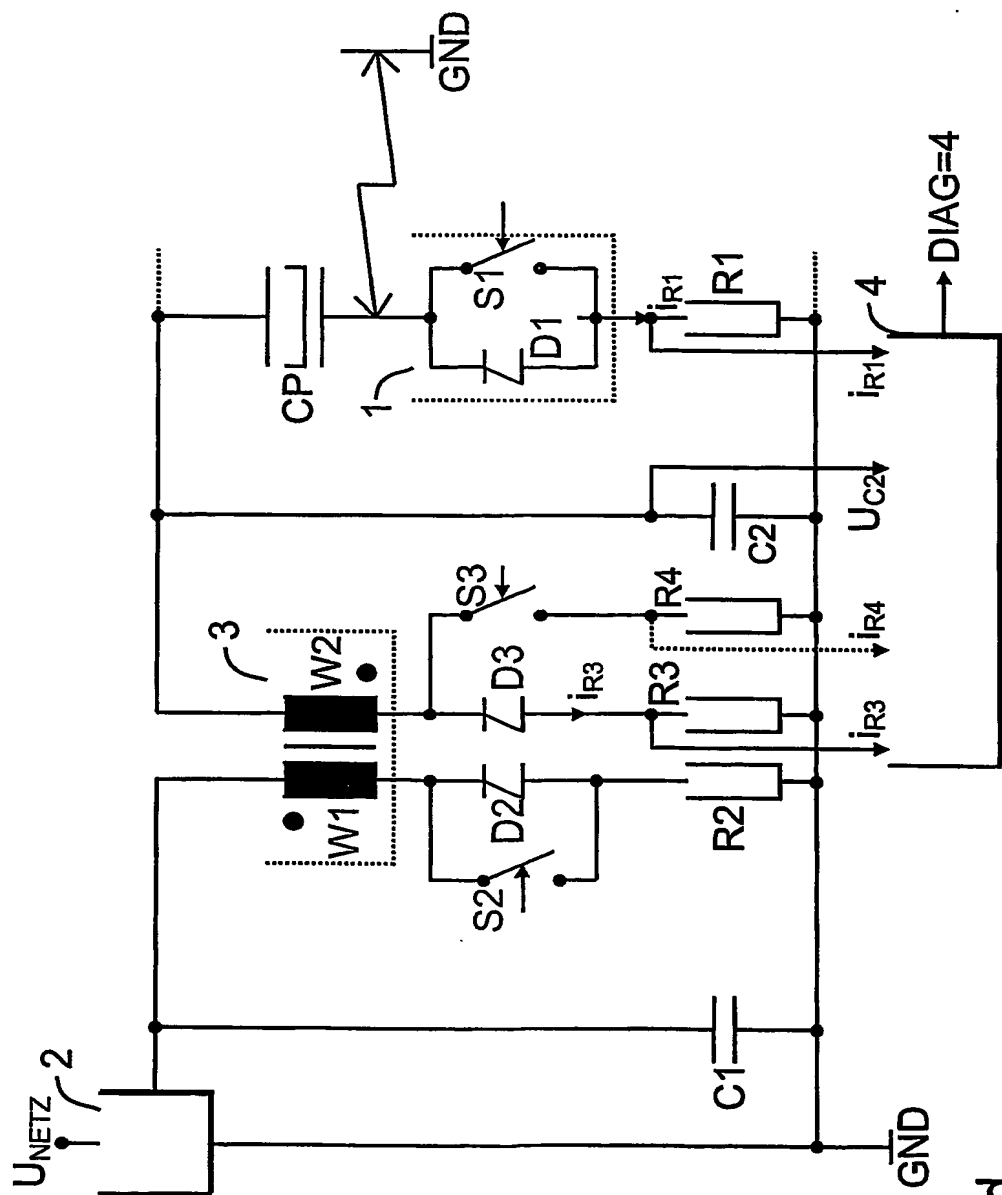 U_NETZ
2
GND
C1
W1
W2
3
S2
D2
R2
D3
i_R3
R3
i_R3
S3
R4
i_R4
C2
U_C2
CP
1
D1
S1
i_R1
R1
i_R1
4
DIAG=4
GND